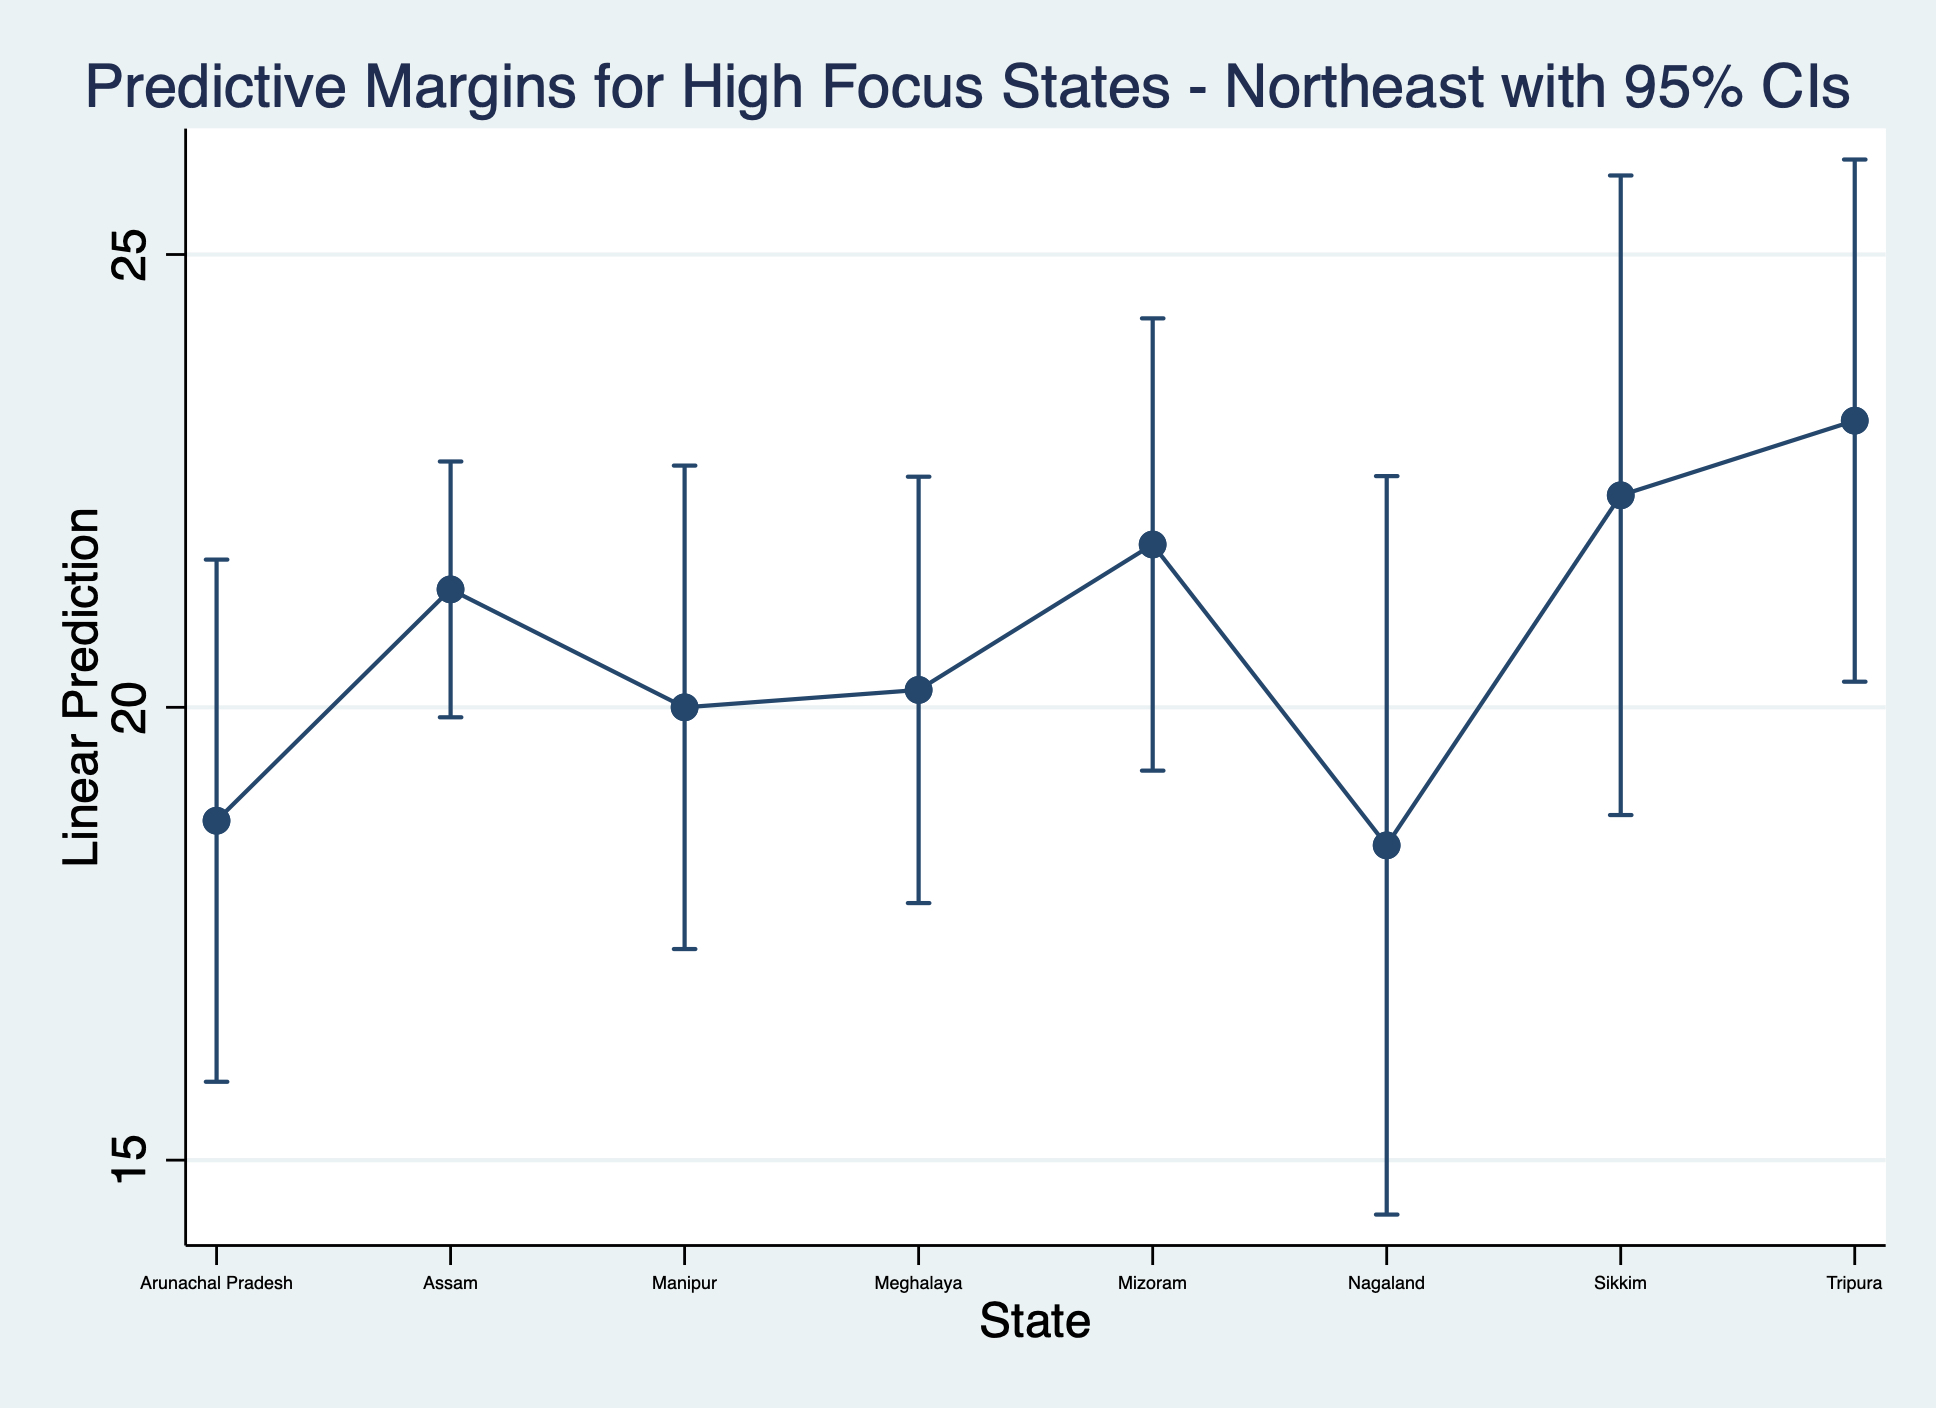 Predictive Margins for High Focus States - Northeast with 95% CIs
Linear Prediction
25
20
15
Arunachal Pradesh Assam Manipur Meghalaya Mizoram Nagaland Sikkim Tripura
State